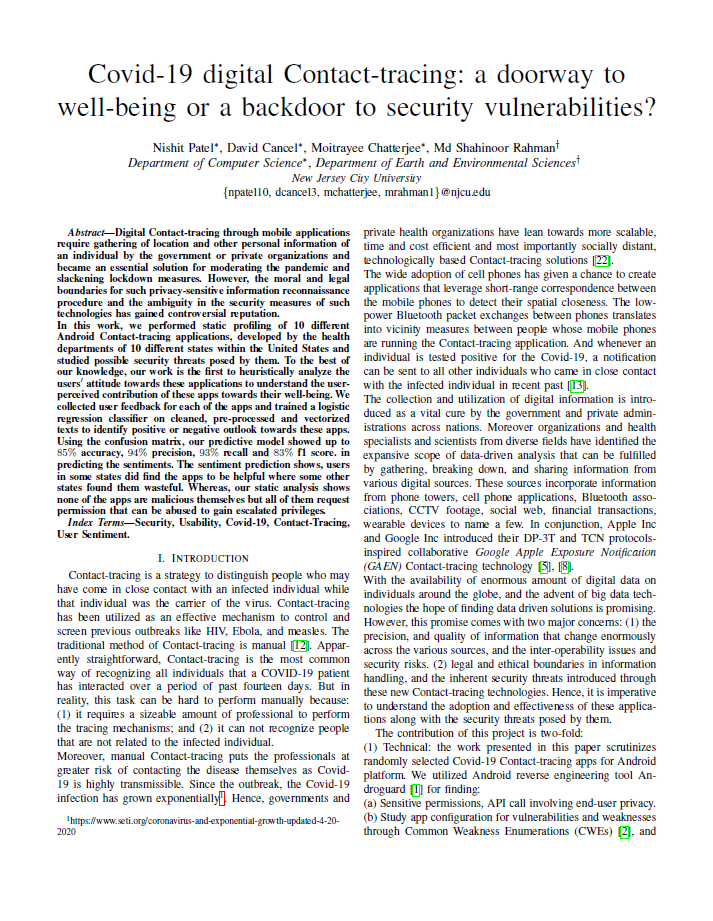 Covid-19 digital Contact-tracing: a doorway to
well-being or a backdoor to security vulnerabilities?
Nishit Patel*, David Cancel*, Moitrayee Chatterjee*, Md Shahinoor Rahman†
Department of Computer Science*, Department of Earth and Environmental Sciences†
New Jersey City University
{npatel10, dcancel3, mchatterjee, mrahman1}@njcu.edu
Abstract—Digital Contact-tracing through mobile applications
require gathering of location and other personal information of
an individual by the government or private organizations and
became an essential solution for moderating the pandemic and
slackening lockdown measures. However, the moral and legal
boundaries for such privacy-sensitive information reconnaissance
procedure and the ambiguity in the security measures of such
technologies has gained controversial reputation.
In this work, we performed static profiling of 10 different
Android Contact-tracing applications, developed by the health
departments of 10 different states within the United States and
studied possible security threats posed by them. To the best of
our knowledge, our work is the first to heuristically analyze the
users' attitude towards these applications to understand the user-
perceived contribution of these apps towards their well-being. We
collected user feedback for each of the apps and trained a logistic
regression classifier on cleaned, pre-processed and vectorized
texts to identify positive or negative outlook towards these apps.
Using the confusion matrix, our predictive model showed up to
85% accuracy, 94% precision, 93% recall and 83% f1 score. in
predicting the sentiments. The sentiment prediction shows, users
in some states did find the apps to be helpful where some other
states found them wasteful. Whereas, our static analysis shows
none of the apps are malicious themselves but all of them request
permission that can be abused to gain escalated privileges.
Index Terms—Security, Usability, Covid-19, Contact-Tracing,
User Sentiment.
I. INTRODUCTION
Contact-tracing is a strategy to distinguish people who may
have come in close contact with an infected individual while
that individual was the carrier of the virus. Contact-tracing
has been utilized as an effective mechanism to control and
screen previous outbreaks like HIV, Ebola, and measles. The
traditional method of Contact-tracing is manual [12]. Appar-
ently straightforward, Contact-tracing is the most common
way of recognizing all individuals that a COVID-19 patient
has interacted over a period of past fourteen days. But in
reality, this task can be hard to perform manually because:
(1) it requires a sizeable amount of professional to perform
the tracing mechanisms; and (2) it can not recognize people
that are not related to the infected individual.
Moreover, manual Contact-tracing puts the professionals at
greater risk of contacting the disease themselves as Covid-
19 is highly transmissible. Since the outbreak, the Covid-19
infection has grown exponentially1. Hence, governments and
1https://www.seti.org/coronavirus-and-exponential-growth-updated-4-20-
2020
private health organizations have lean towards more scalable,
time and cost efficient and most importantly socially distant,
technologically based Contact-tracing solutions [22].
The wide adoption of cell phones has given a chance to create
applications that leverage short-range correspondence between
the mobile phones to detect their spatial closeness. The low-
power Bluetooth packet exchanges between phones translates
into vicinity measures between people whose mobile phones
are running the Contact-tracing application. And whenever an
individual is tested positive for the Covid-19, a notification
can be sent to all other individuals who came in close contact
with the infected individual in recent past [13].
The collection and utilization of digital information is intro-
duced as a vital cure by the government and private admin-
istrations across nations. Moreover organizations and health
specialists and scientists from diverse fields have identified the
expansive scope of data-driven analysis that can be fulfilled
by gathering, breaking down, and sharing information from
various digital sources. These sources incorporate information
from phone towers, cell phone applications, Bluetooth asso-
ciations, CCTV footage, social web, financial transactions,
wearable devices to name a few. In conjunction, Apple Inc
and Google Inc introduced their DP-3T and TCN protocols-
inspired collaborative Google Apple Exposure Notification
(GAEN) Contact-tracing technology [5], [8].
With the availability of enormous amount of digital data on
individuals around the globe, and the advent of big data tech-
nologies the hope of finding data driven solutions is promising.
However, this promise comes with two major concerns: (1) the
precision, and quality of information that change enormously
across the various sources, and the inter-operability issues and
security risks. (2) legal and ethical boundaries in information
handling, and the inherent security threats introduced through
these new Contact-tracing technologies. Hence, it is imperative
to understand the adoption and effectiveness of these applica-
tions along with the security threats posed by them.
The contribution of this project is two-fold:
(1) Technical: the work presented in this paper scrutinizes
randomly selected Covid-19 Contact-tracing apps for Android
platform. We utilized Android reverse engineering tool An-
droguard [1] for finding:
(a) Sensitive permissions, API call involving end-user privacy.
(b) Study app configuration for vulnerabilities and weaknesses
through Common Weakness Enumerations (CWEs) [2], and